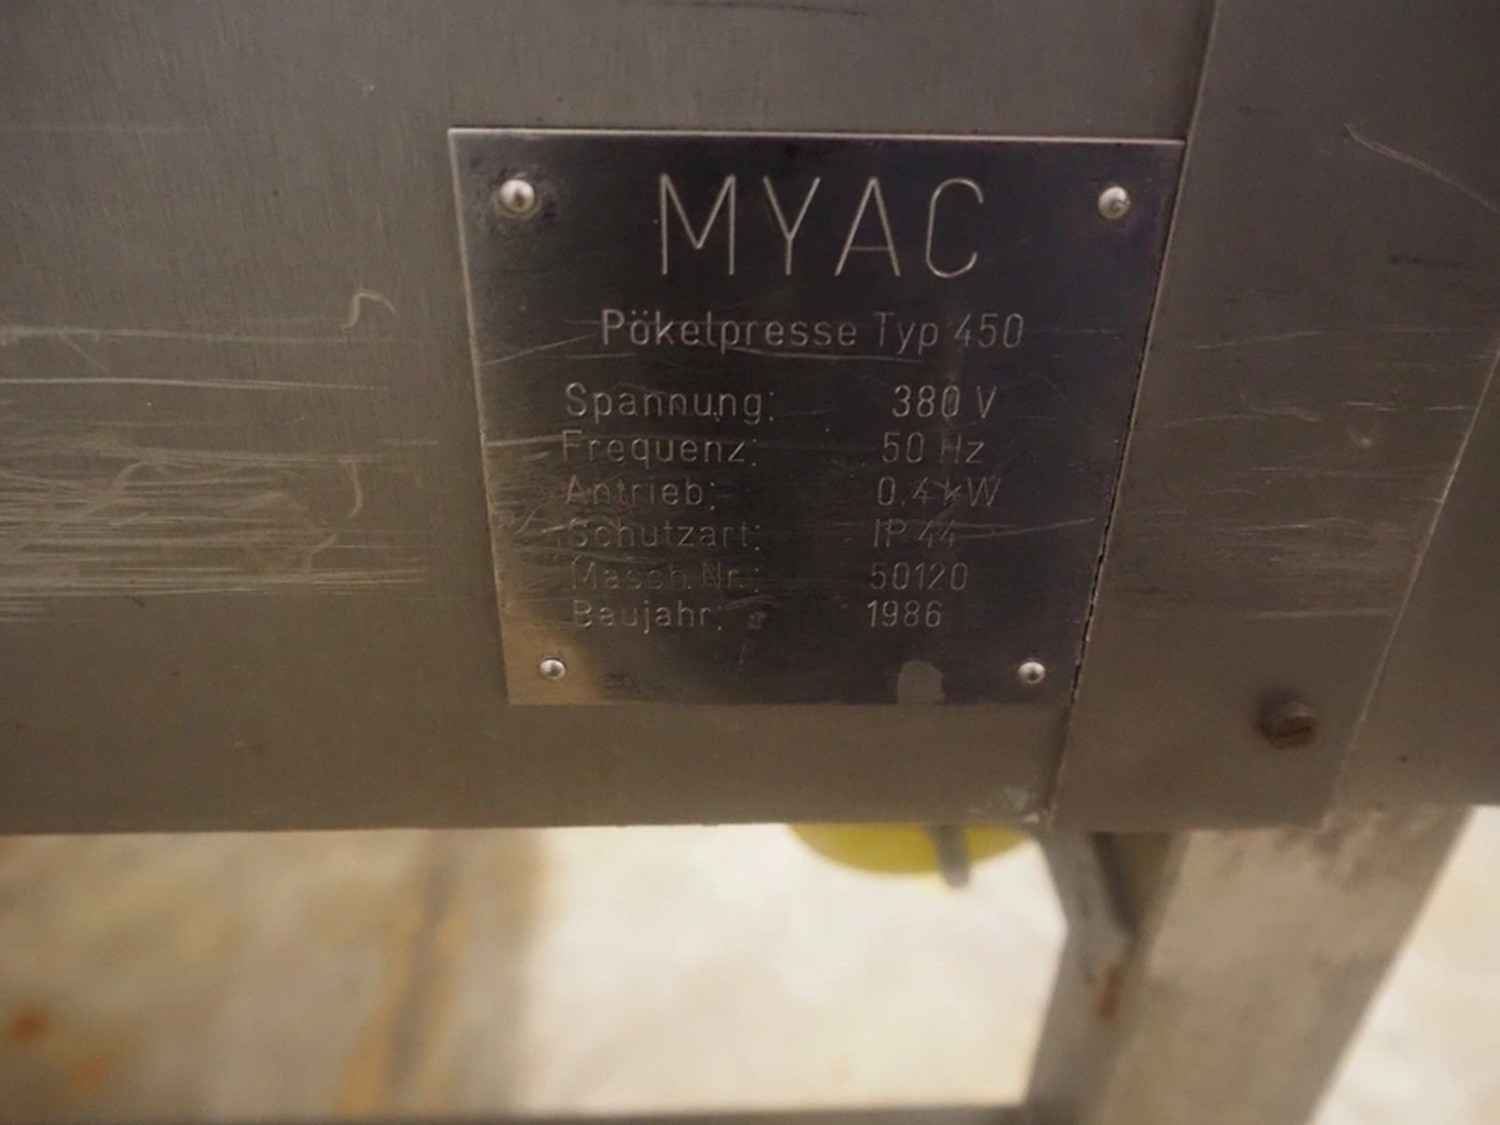 MYAC
Pökelpresse Typ 450
Spannung: 380 V
Frequenz: 50 Hz
Antrieb: 0.4 kW
Schutzart: IP 44
Masch.Nr.: 50120
Baujahr: 1986